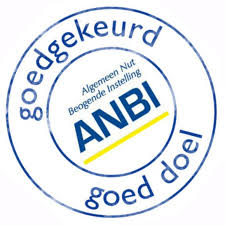 goedgekeurd
Algemeen Nut
Beogende Instelling
ANBI
goed doel